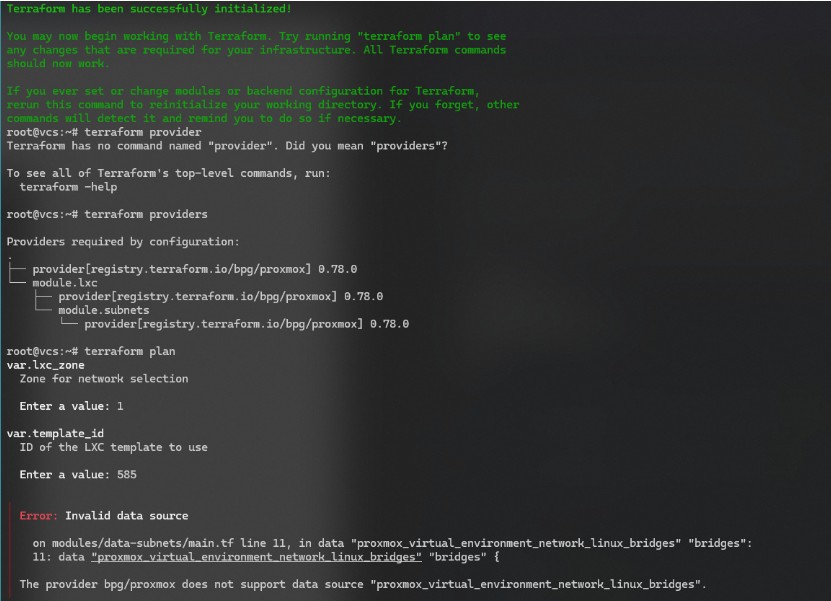 Terraform has been successfully initialized!
You may now begin working with Terraform. Try running "terraform plan" to see
any changes that are required for your infrastructure. All Terraform commands
should now work.
If you ever set or change modules or backend configuration for Terraform,
rerun this command to reinitialize your working directory. If you forget, other
commands will detect it and remind you to do so if necessary.
root@vcs:~# terraform provider
Terraform has no command named "provider". Did you mean "providers"?
To see all of Terraform's top-level commands, run:
  terraform -help
root@vcs:~# terraform providers
Providers required by configuration:
.
├── provider[registry.terraform.io/bpg/proxmox] 0.78.0
└── module.lxc
    ├── provider[registry.terraform.io/bpg/proxmox] 0.78.0
    └── module.subnets
        └── provider[registry.terraform.io/bpg/proxmox] 0.78.0
root@vcs:~# terraform plan
var.lxc_zone
  Zone for network selection
  Enter a value: 1
var.template_id
  ID of the LXC template to use
  Enter a value: 585
Error: Invalid data source
  on modules/data-subnets/main.tf line 11, in data "proxmox_virtual_environment_network_linux_bridges" "bridges":
  11: data "proxmox_virtual_environment_network_linux_bridges" "bridges" {
The provider bpg/proxmox does not support data source "proxmox_virtual_environment_network_linux_bridges".